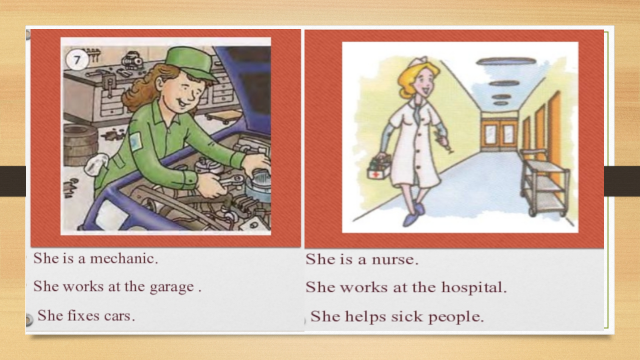 7
She is a mechanic.
She works at the garage .
She fixes cars.
She is a nurse.
She works at the hospital.
She helps sick people.